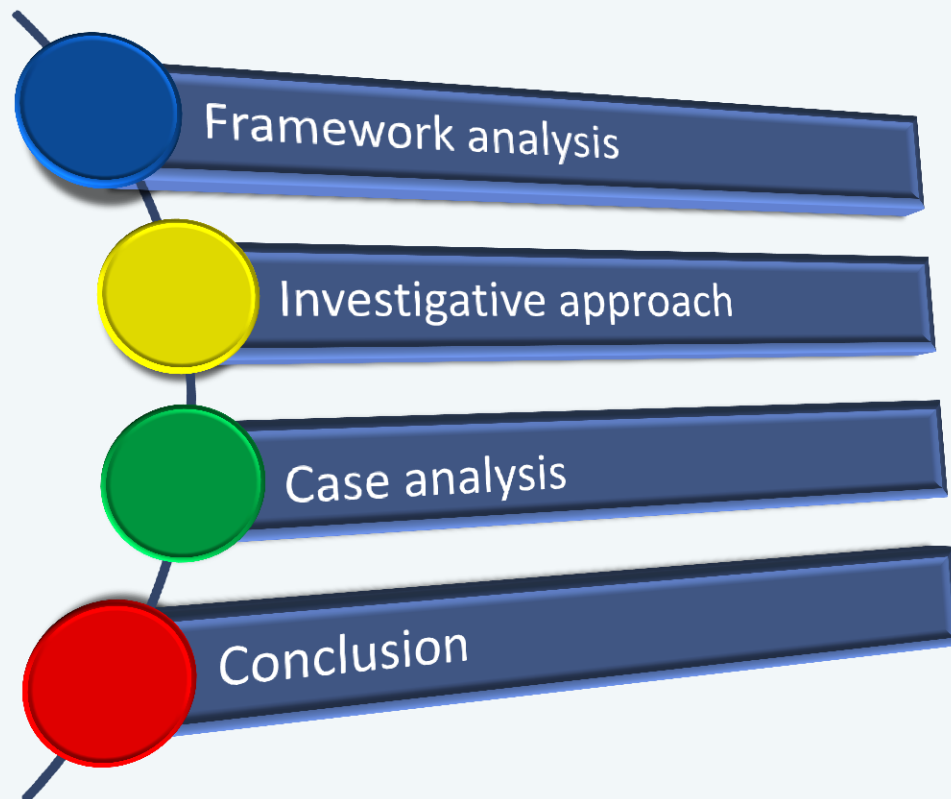 Framework analysis
Investigative approach
Case analysis
Conclusion